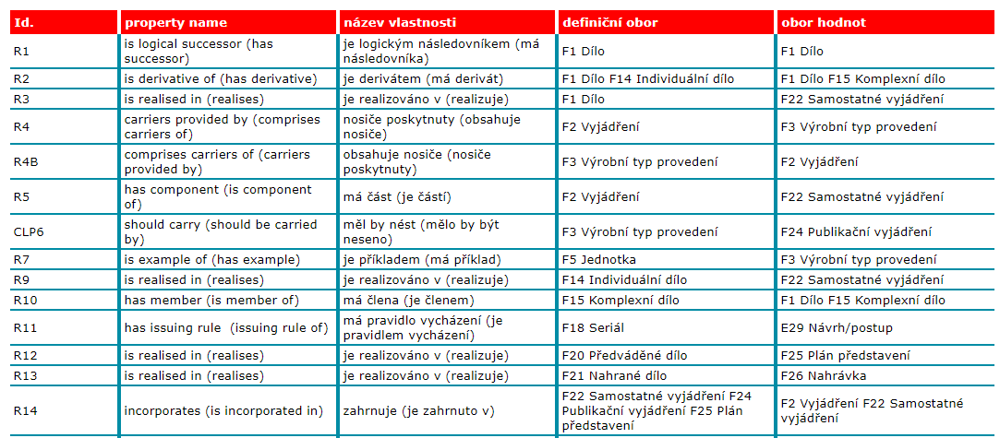 Id. property name název vlastnosti definiční obor obor hodnot
R1 is logical successor (has successor) je logickým následovníkem (má následovníka) F1 Dílo F1 Dílo
R2 is derivative of (has derivative) je derivátem (má derivát) F1 Dílo F14 Individuální dílo F1 Dílo F15 Komplexní dílo
R3 is realised in (realises) je realizováno v (realizuje) F1 Dílo F22 Samostatné vyjádření
R4 carriers provided by (comprises carriers of) nosiče poskytnuty (obsahuje nosiče) F2 Vyjádření F3 Výrobní typ provedení
R4B comprises carriers of (carriers provided by) obsahuje nosiče (nosiče poskytnuty) F3 Výrobní typ provedení F2 Vyjádření
R5 has component (is component of) má část (je částí) F2 Vyjádření F22 Samostatné vyjádření
CLP6 should carry (should be carried by) měl by nést (mělo by být neseno) F3 Výrobní typ provedení F24 Publikační vyjádření
R7 is example of (has example) je příkladem (má příklad) F5 Jednotka F3 Výrobní typ provedení
R9 is realised in (realises) je realizováno v (realizuje) F14 Individuální dílo F22 Samostatné vyjádření
R10 has member (is member of) má člena (je členem) F15 Komplexní dílo F1 Dílo F15 Komplexní dílo
R11 has issuing rule (issuing rule of) má pravidlo vycházení (je pravidlem vycházení) F18 Seriál E29 Návrh/postup
R12 is realised in (realises) je realizováno v (realizuje) F20 Předváděné dílo F25 Plán představení
R13 is realised in (realises) je realizováno v (realizuje) F21 Nahrané dílo F26 Nahrávka
R14 incorporates (is incorporated in) zahrnuje (je zahrnuto v) F22 Samostatné vyjádření F24 Publikační vyjádření F25 Plán představení F2 Vyjádření F22 Samostatné vyjádření